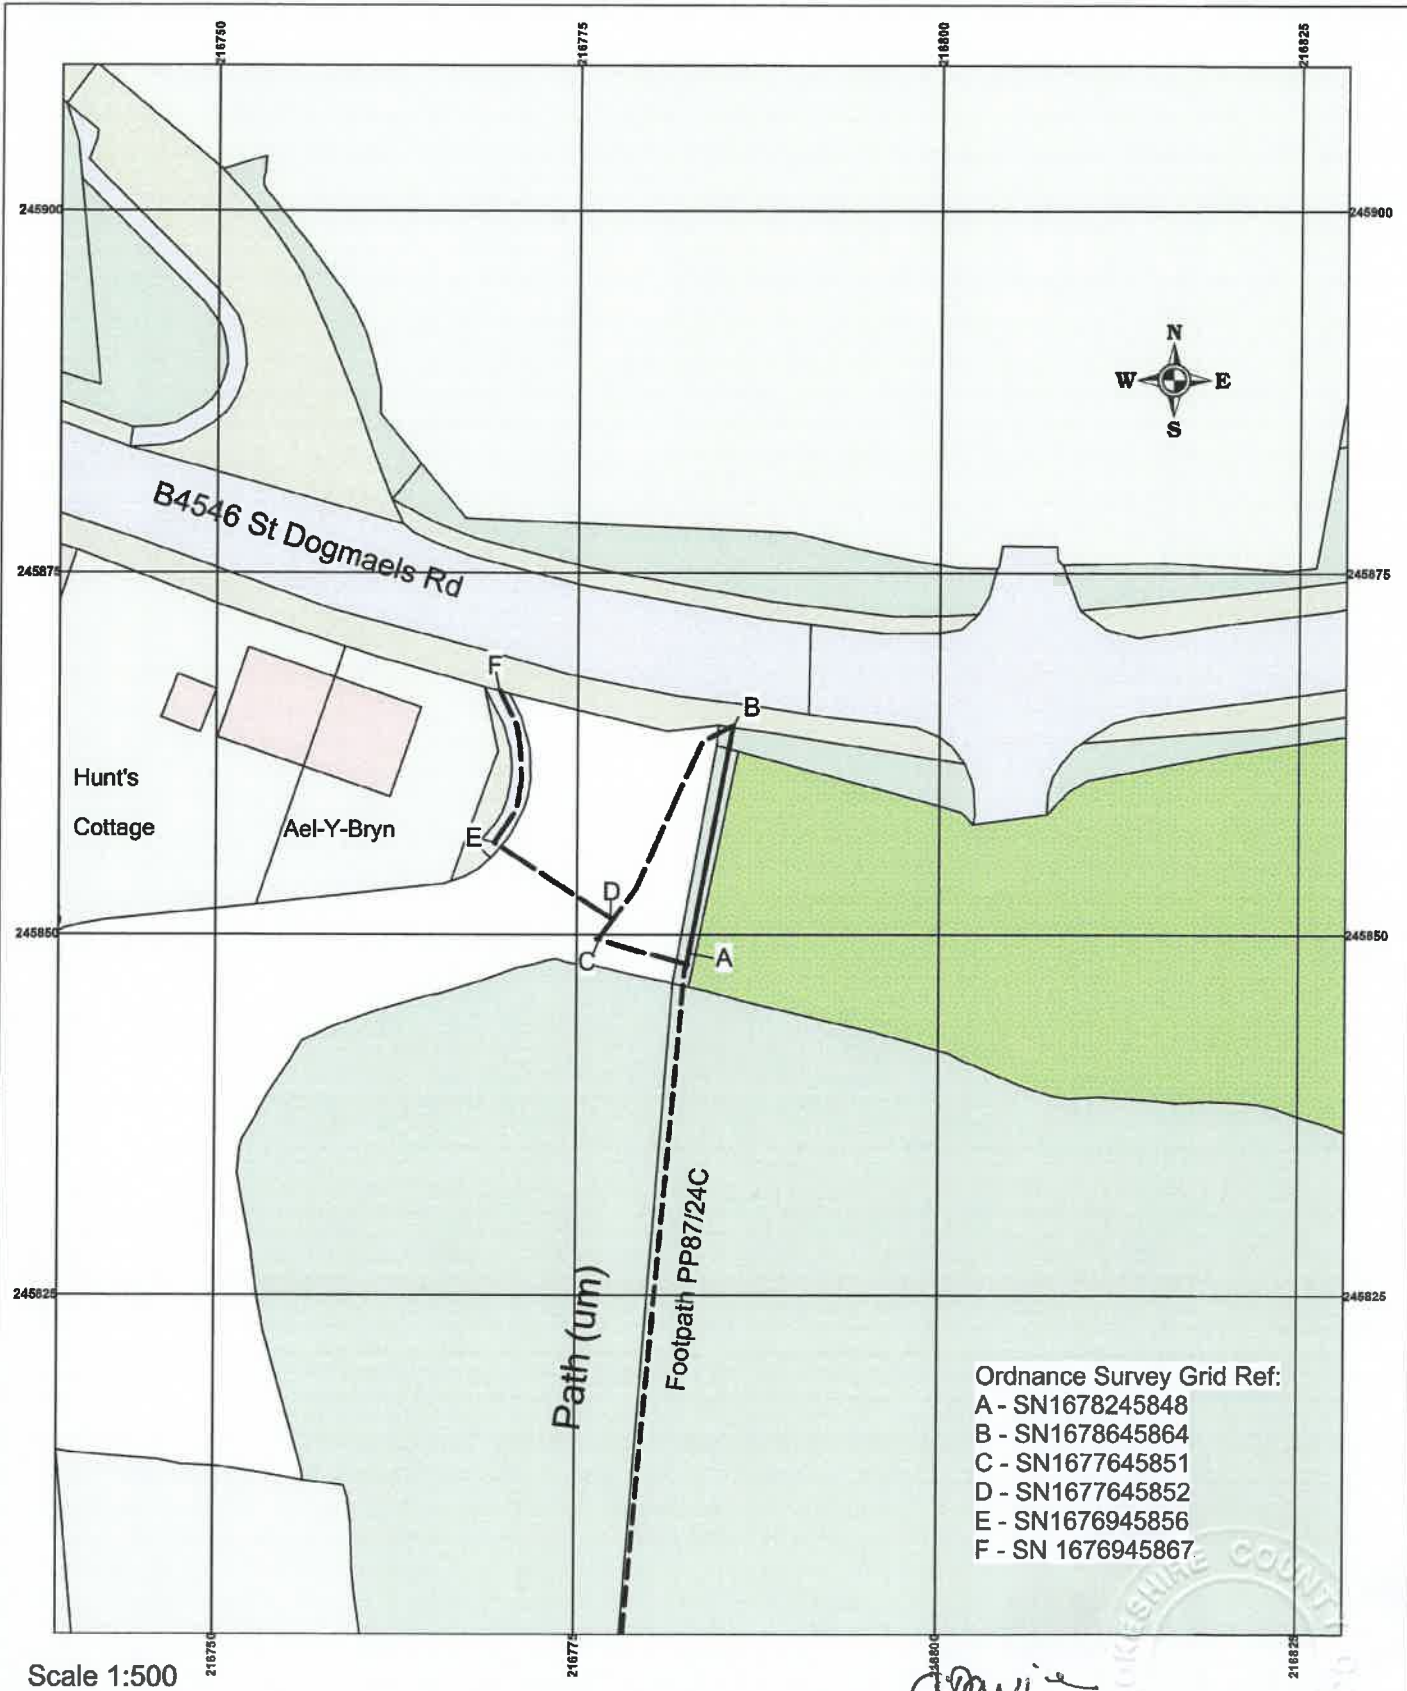 216750
216775
216800
216825
245900
245900
N
W E
S
B4546 St Dogmaels Rd
245875
245875
F
B
Hunt's
Cottage
Ael-Y-Bryn
E
D
245850
245850
C
A
Footpath PP87/24C
Path (um)
245825
245825
Ordnance Survey Grid Ref:
A - SN1678245848
B - SN1678645864
C - SN1677645851
D - SN1677645852
E - SN1676945856
F - SN 1676945867
OKESHIRE COUNT
216750
216775
216800
216825
Scale 1:500